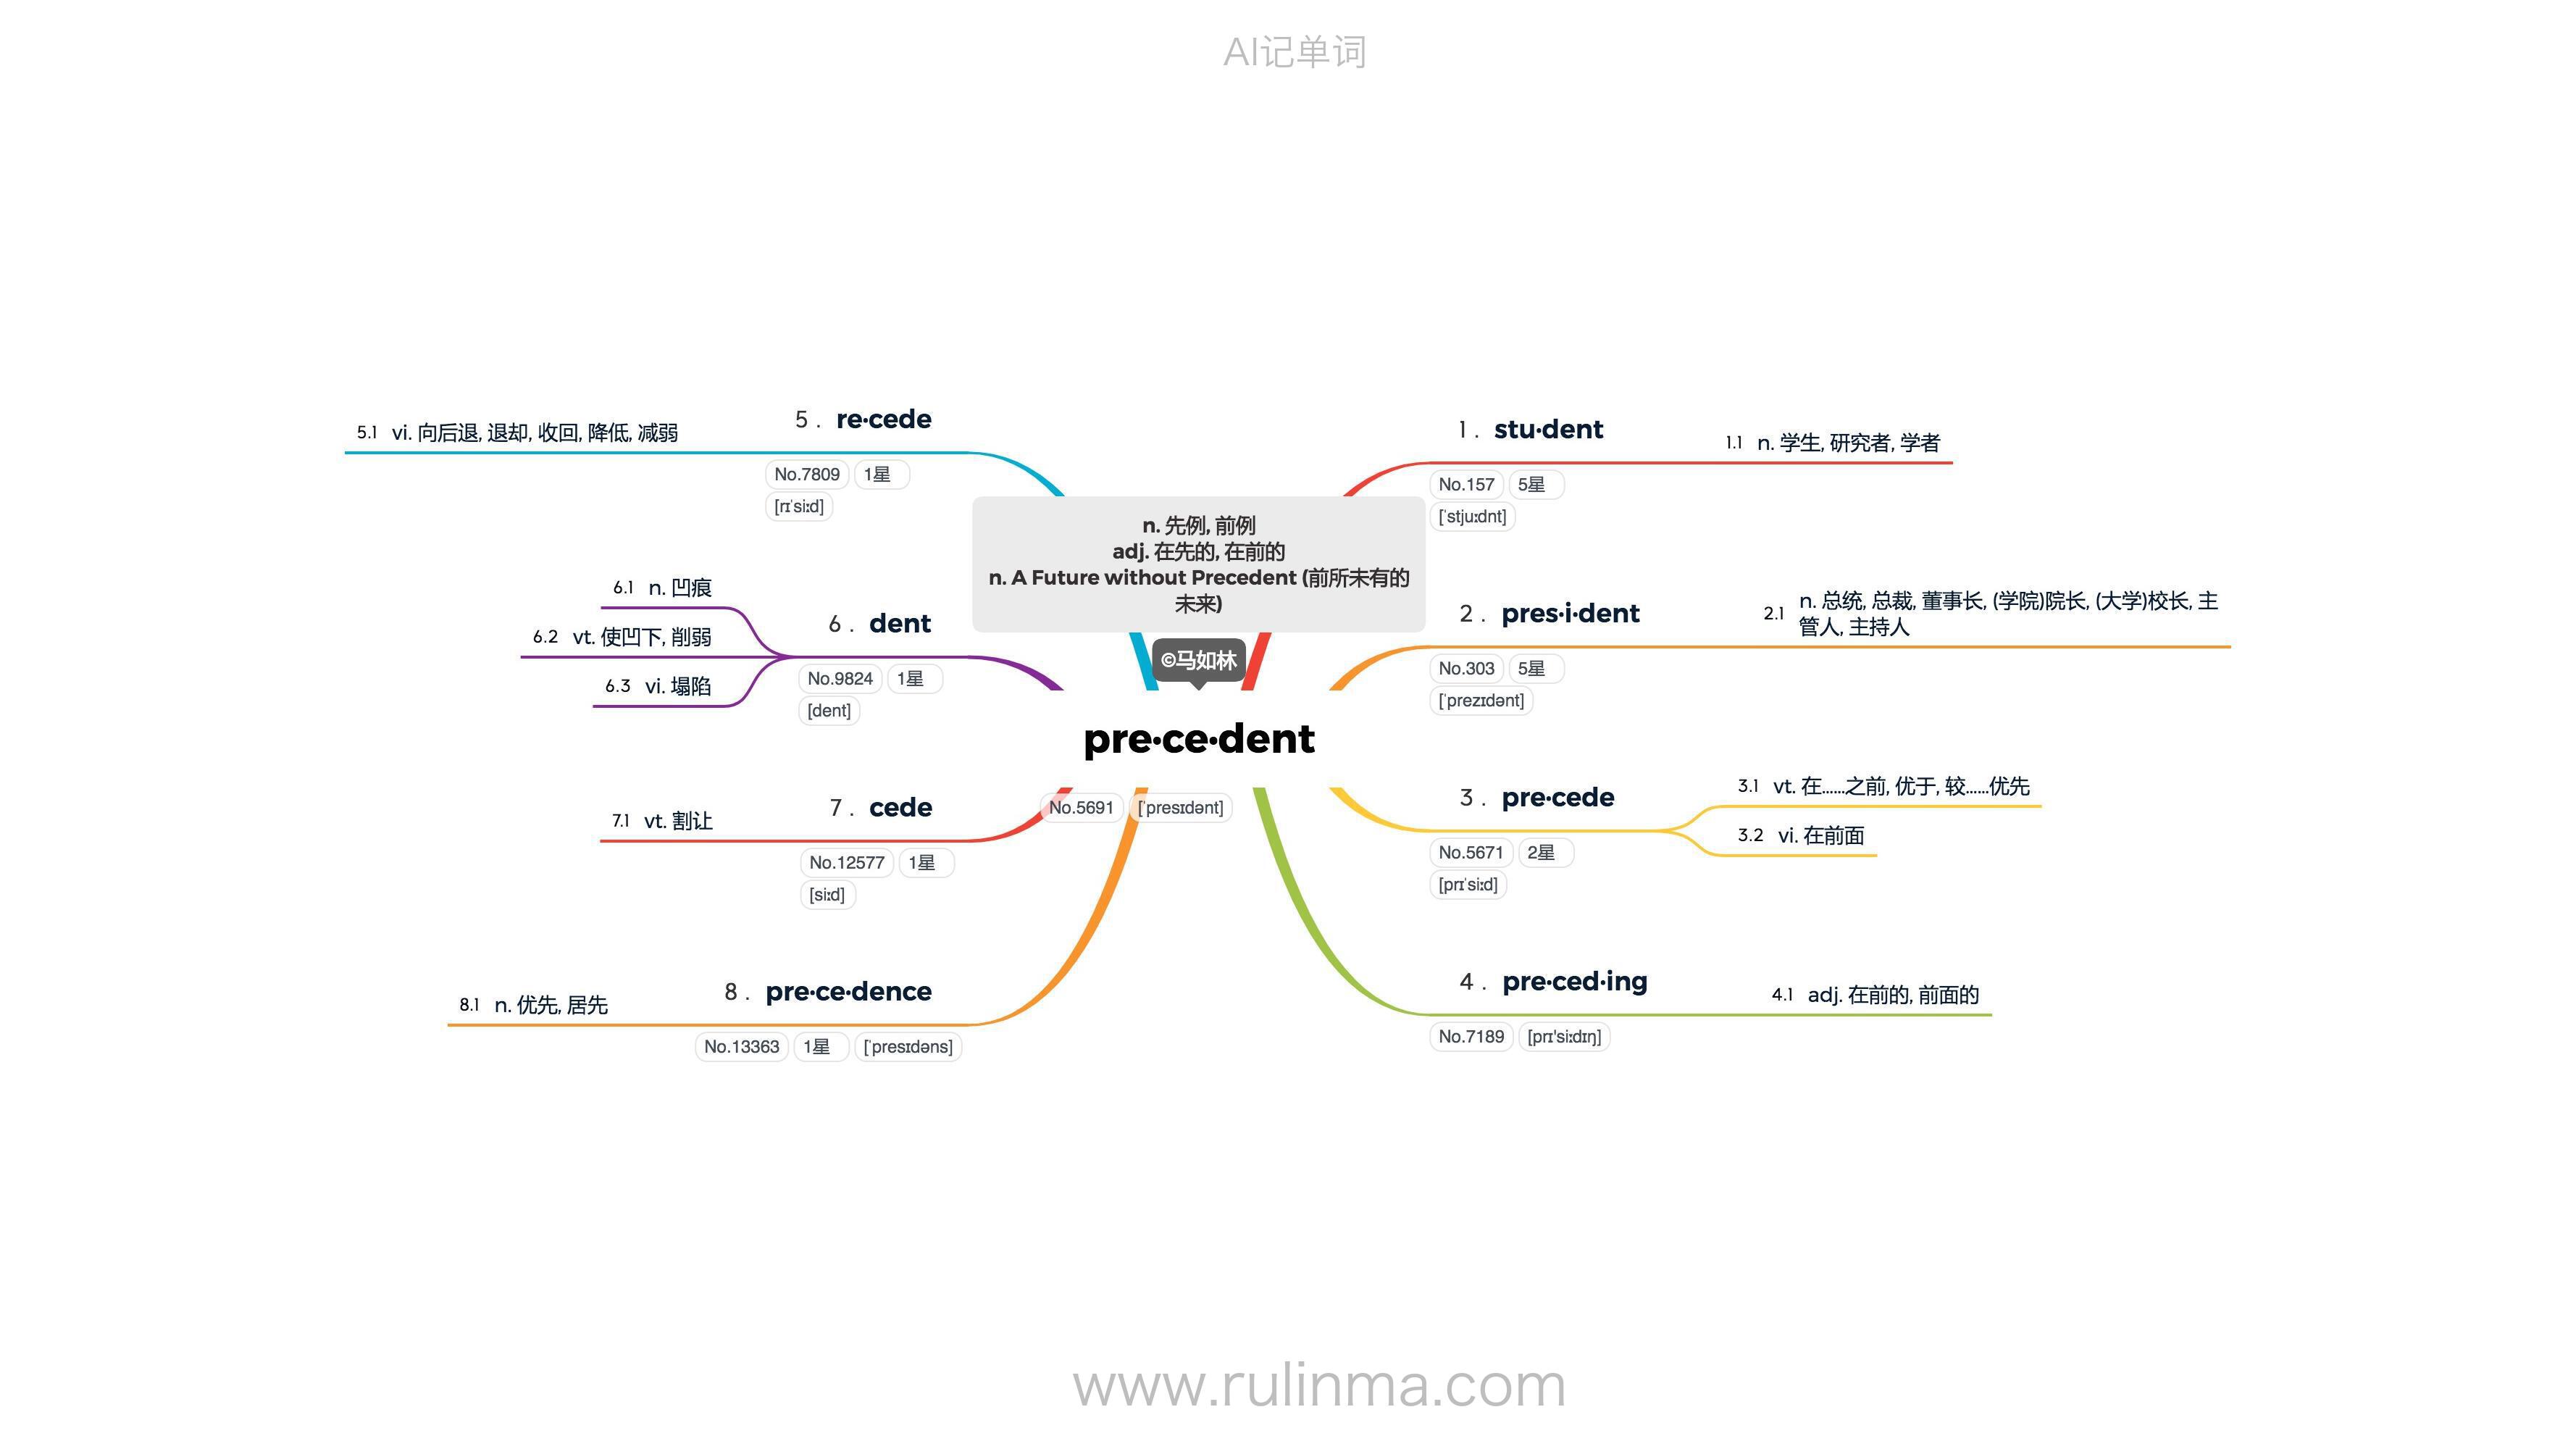 AI记单词
n. 先例, 前例
adj. 在先的, 在前的
n. A Future without Precedent (前所未有的
未来)
©马如林
pre·ce·dent
No.5691 [ˈpresɪdənt]
1 . stu·dent
No.157 5星
[ˈstjuːdnt]
1.1 n. 学生, 研究者, 学者
2 . pres·i·dent
No.303 5星
[ˈprezɪdənt]
2.1 n. 总统, 总裁, 董事长, (学院)院长, (大学)校长, 主
管人, 主持人
3 . pre·cede
No.5671 2星
[prɪˈsiːd]
3.1 vt. 在......之前, 优于, 较......优先
3.2 vi. 在前面
4 . pre·ced·ing
No.7189 [prɪ'siːdɪŋ]
4.1 adj. 在前的, 前面的
5 . re·cede
No.7809 1星
[rɪˈsiːd]
5.1 vi. 向后退, 退却, 收回, 降低, 减弱
6 . dent
No.9824 1星
[dent]
6.1 n. 凹痕
6.2 vt. 使凹下, 削弱
6.3 vi. 塌陷
7 . cede
No.12577 1星
[siːd]
7.1 vt. 割让
8 . pre·ce·dence
No.13363 1星 [ˈpresɪdəns]
8.1 n. 优先, 居先
www.rulinma.com